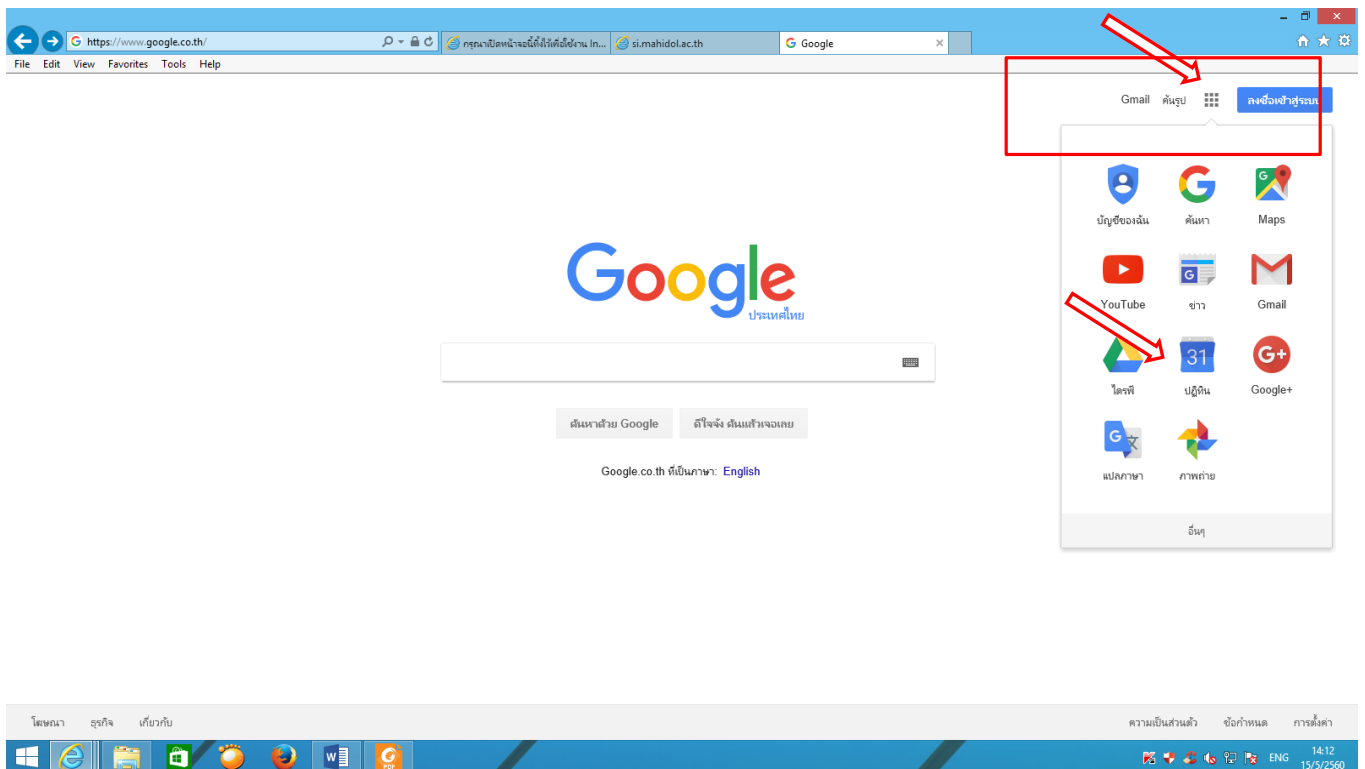 https://www.google.co.th/
กรุณาเปิดหน้าจอนี้ทิ้งไว้เพื่อใช้งาน In...
si.mahidol.ac.th
Google
File Edit View Favorites Tools Help
Gmail ค้นรูป ลงชื่อเข้าสู่ระบบ
บัญชีของฉัน ค้นหา Maps
YouTube ข่าว Gmail
31
ไดรฟ์ ปฏิทิน Google+
แปลภาษา ภาพถ่าย
อื่นๆ
Google
ประเทศไทย
ค้นหาด้วย Google ดีใจจัง ค้นแล้วเจอเลย
Google.co.th ที่เป็นภาษา: English
โฆษณา ธุรกิจ เกี่ยวกับ
ความเป็นส่วนตัว ข้อกำหนด การตั้งค่า
ENG 14:12
15/5/2560